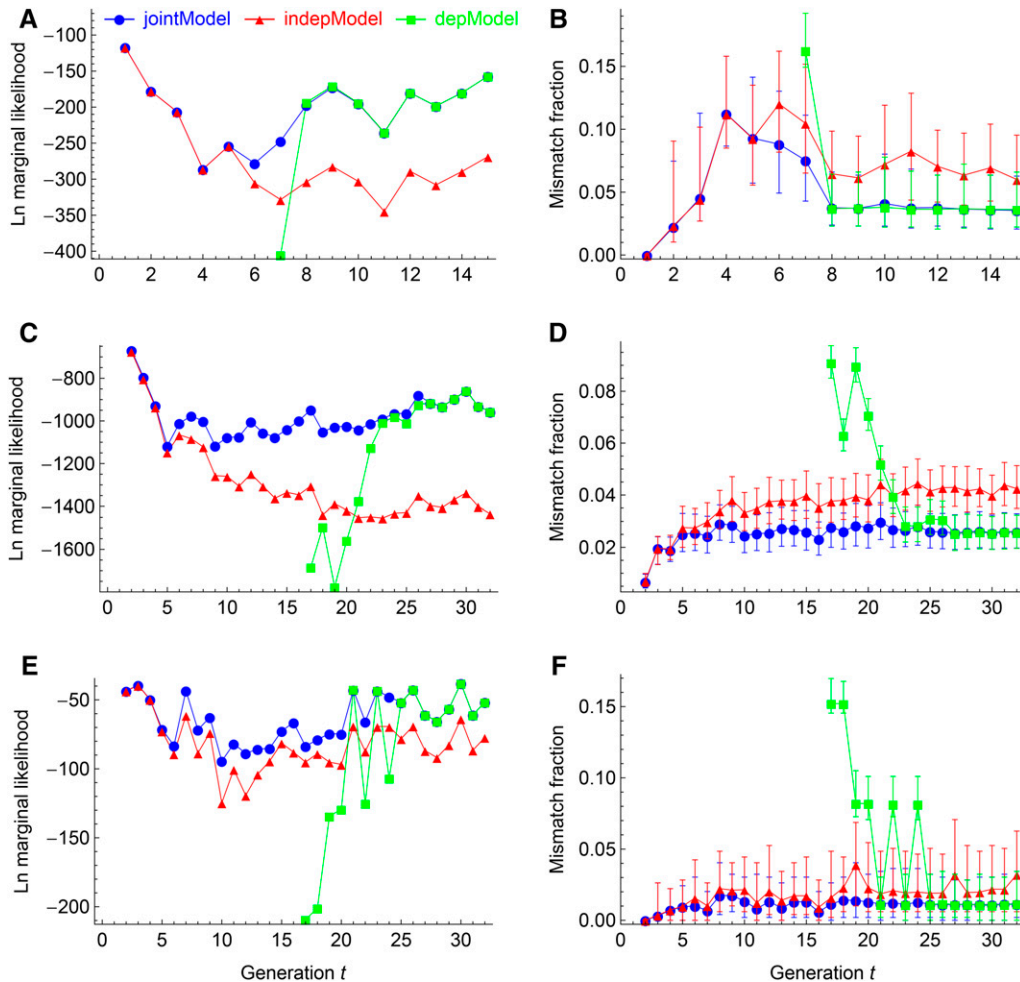 A
jointModel indepModel depModel
Ln marginal likelihood
−100
−150
−200
−250
−300
−350
−400
0 2 4 6 8 10 12 14
B
Mismatch fraction
0.15
0.10
0.05
0.00
0 2 4 6 8 10 12 14
C
Ln marginal likelihood
−800
−1000
−1200
−1400
−1600
0 5 10 15 20 25 30
D
Mismatch fraction
0.08
0.06
0.04
0.02
0 5 10 15 20 25 30
E
Ln marginal likelihood
−50
−100
−150
−200
0 5 10 15 20 25 30
Generation t
F
Mismatch fraction
0.15
0.10
0.05
0.00
0 5 10 15 20 25 30
Generation t